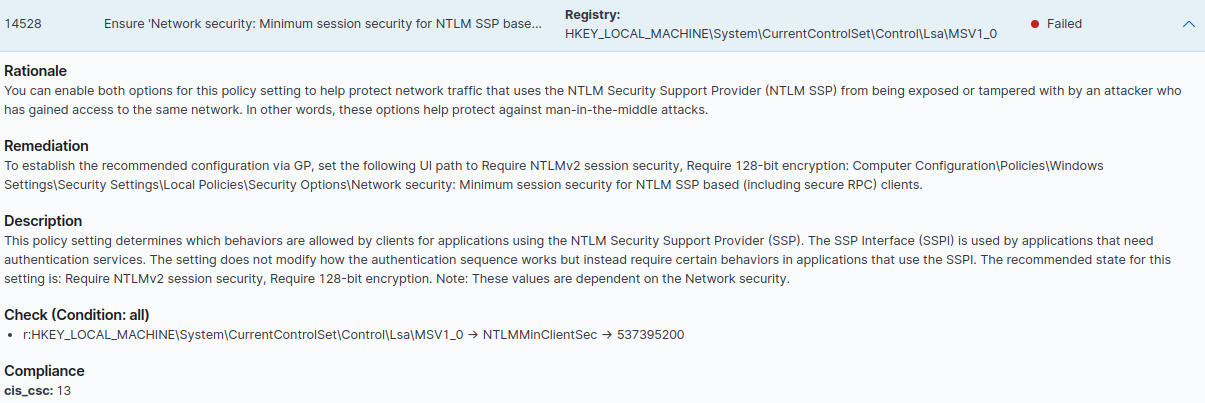 14528 Ensure 'Network security: Minimum session security for NTLM SSP base... Registry: HKEY_LOCAL_MACHINE\System\CurrentControlSet\Control\Lsa\MSV1_0 Failed
Rationale
You can enable both options for this policy setting to help protect network traffic that uses the NTLM Security Support Provider (NTLM SSP) from being exposed or tampered with by an attacker who
has gained access to the same network. In other words, these options help protect against man-in-the-middle attacks.
Remediation
To establish the recommended configuration via GP, set the following UI path to Require NTLMv2 session security, Require 128-bit encryption: Computer Configuration\Policies\Windows
Settings\Security Settings\Local Policies\Security Options\Network security: Minimum session security for NTLM SSP based (including secure RPC) clients.
Description
This policy setting determines which behaviors are allowed by clients for applications using the NTLM Security Support Provider (SSP). The SSP Interface (SSPI) is used by applications that need
authentication services. The setting does not modify how the authentication sequence works but instead require certain behaviors in applications that use the SSPI. The recommended state for this
setting is: Require NTLMv2 session security, Require 128-bit encryption. Note: These values are dependent on the Network security.
Check (Condition: all)
• r:HKEY_LOCAL_MACHINE\System\CurrentControlSet\Control\Lsa\MSV1_0 → NTLMMinClientSec → 537395200
Compliance
cis_csc: 13